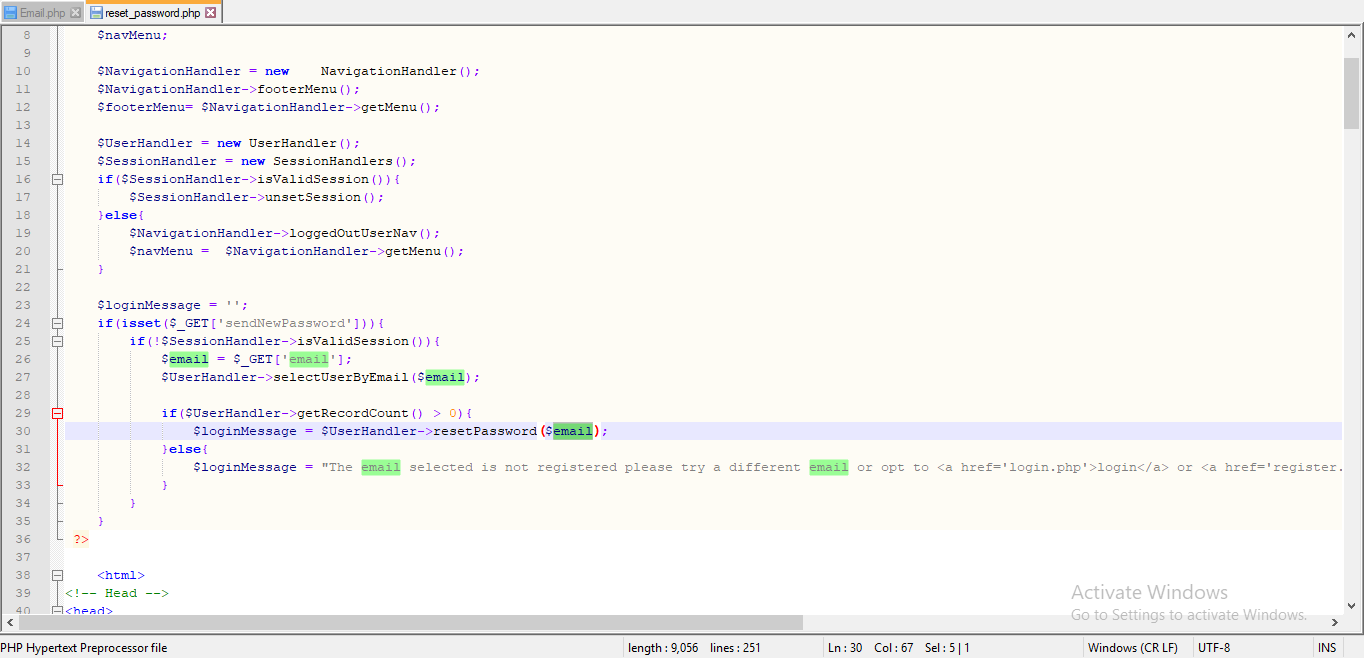 Email.php reset_password.php
8 $navMenu;
9
10 $NavigationHandler = new    NavigationHandler();
11 $NavigationHandler->footerMenu();
12 $footerMenu= $NavigationHandler->getMenu();
13
14 $UserHandler = new UserHandler();
15 $SessionHandler = new SessionHandlers();
16 if($SessionHandler->isValidSession()){
17 $SessionHandler->unsetSession();
18 }else{
19 $NavigationHandler->loggedOutUserNav();
20 $navMenu =  $NavigationHandler->getMenu();
21 }
22
23 $loginMessage = '';
24 if(isset($_GET['sendNewPassword'])){
25 if(!$SessionHandler->isValidSession()){
26 $email = $_GET['email'];
27 $UserHandler->selectUserByEmail($email);
28
29 if($UserHandler->getRecordCount() > 0){
30 $loginMessage = $UserHandler->resetPassword($email);
31 }else{
32 $loginMessage = "The email selected is not registered please try a different email or opt to <a href='login.php'>login</a> or <a href='register.
33 }
34 }
35 }
36 ?>
37
38 <html>
39 <!-- Head -->
40 <head>
Activate Windows
Go to Settings to activate Windows.
PHP Hypertext Preprocessor file length : 9,056 lines : 251 Ln : 30 Col : 67 Sel : 5 | 1 Windows (CR LF) UTF-8 INS